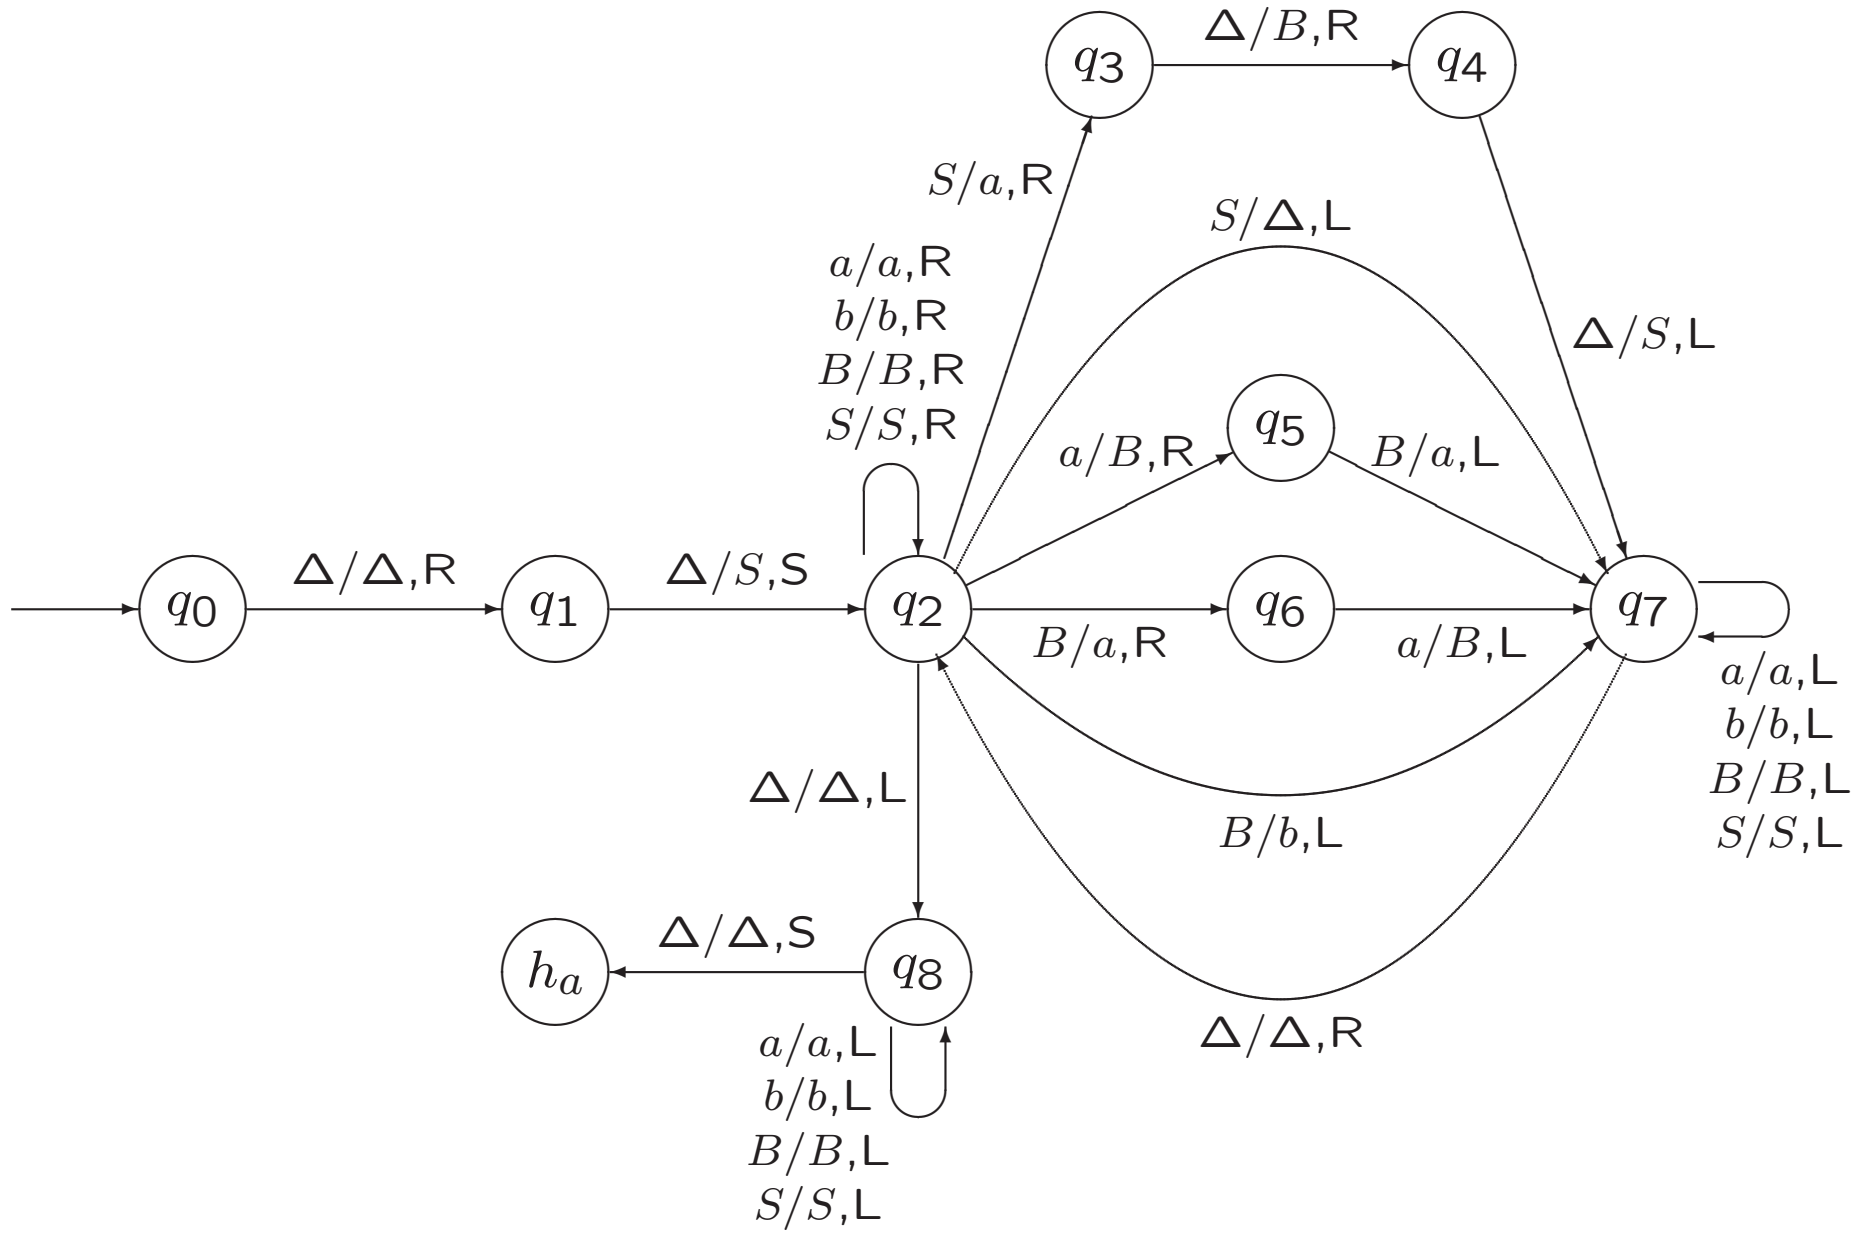 q3
Δ/B,R
q4
S/a,R
S/Δ,L
a/a,R
b/b,R
B/B,R
S/S,R
Δ/S,L
q5
a/B,R
B/a,L
q0
Δ/Δ,R
q1
Δ/S,S
q2
B/a,R
q6
a/B,L
q7
a/a,L
b/b,L
B/B,L
S/S,L
Δ/Δ,L
B/b,L
ha
Δ/Δ,S
q8
Δ/Δ,R
a/a,L
b/b,L
B/B,L
S/S,L